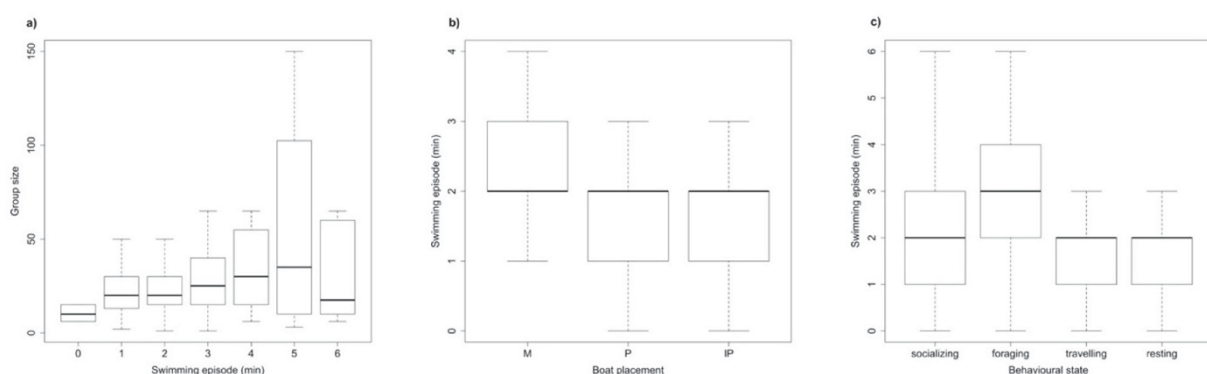 a)
Group size
150
100
50
0
0 1 2 3 4 5 6
Swimming episode (min)
b)
Swimming episode (min)
4
3
2
1
0
M P IP
Boat placement
c)
Swimming episode (min)
6
5
4
3
2
1
0
socializing foraging travelling resting
Behavioural state